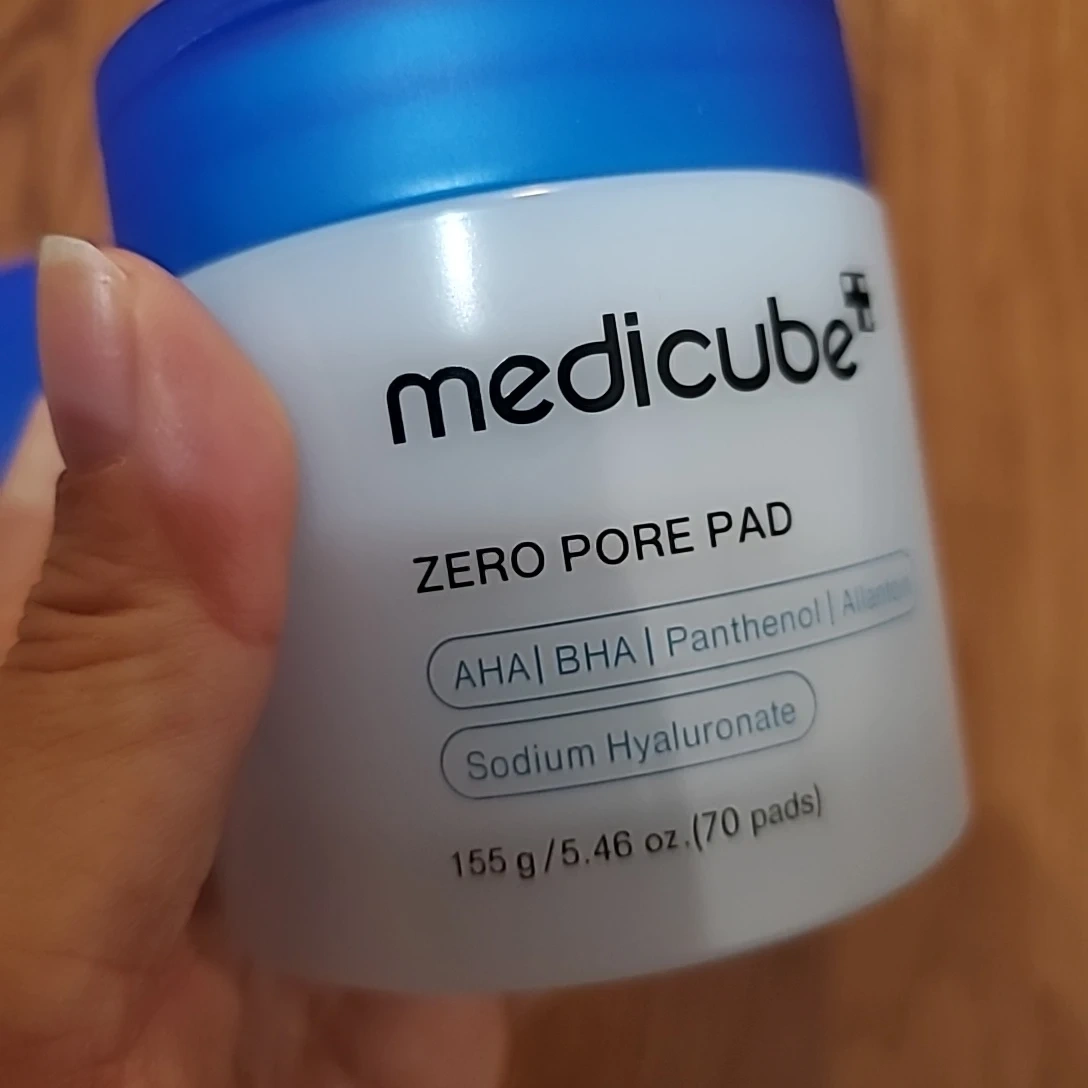 medicube
ZERO PORE PAD
AHA | BHA | Panthenol |
Sodium Hyaluronate
155 g / 5.46 oz. (70 pads)